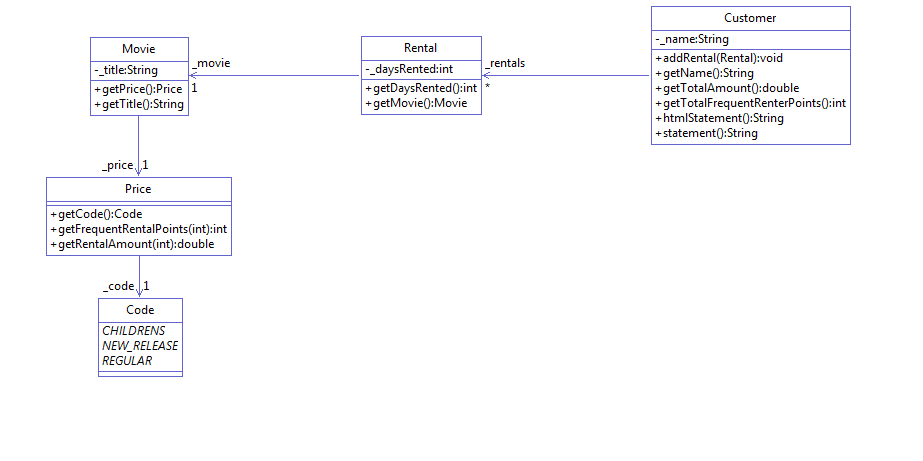 Movie
-_title:String
+getPrice():Price
+getTitle():String
_movie
1
Rental
-_daysRented:int
+getDaysRented():int
+getMovie():Movie
_rentals
*
Customer
-_name:String
+addRental(Rental):void
+getName():String
+getTotalAmount():double
+getTotalFrequentRenterPoints():int
+htmlStatement():String
+statement():String
_price 1
Price
+getCode():Code
+getFrequentRentalPoints(int):int
+getRentalAmount(int):double
_code 1
Code
CHILDRENS
NEW_RELEASE
REGULAR